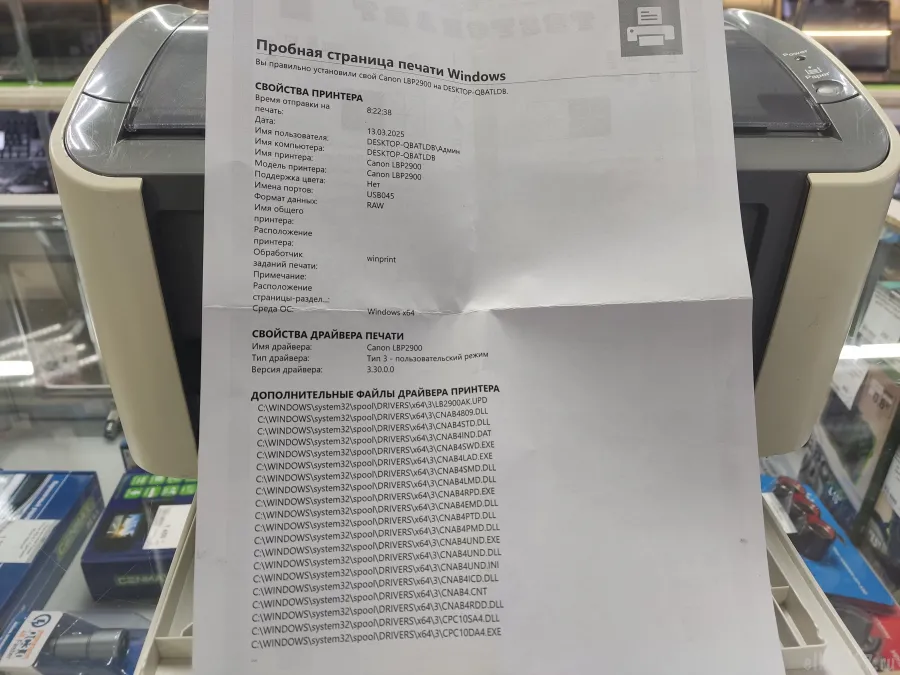 Пробная страница печати Windows
Вы правильно установили свой Canon LBP2900 на DESKTOP-QBATLDB.
СВОЙСТВА ПРИНТЕРА
Время отправки на
печать: 8:22:38
Дата:
Имя пользователя: 13.03.2025
Имя компьютера: DESKTOP-QBATLDB\Админ
Имя принтера: DESKTOP-QBATLDB
Модель принтера: Canon LBP2900
Поддержка цвета: Canon LBP2900
Имена портов: Нет
Формат данных: USB045
Имя общего RAW
принтера:
Расположение
принтера:
Обработчик
заданий печати: winprint
Примечание:
Расположение
страницы-раздел...:
Среда ОС: Windows x64
СВОЙСТВА ДРАЙВЕРА ПЕЧАТИ
Имя драйвера: Canon LBP2900
Тип драйвера: Тип 3 - пользовательский режим
Версия драйвера: 3.30.0.0
ДОПОЛНИТЕЛЬНЫЕ ФАЙЛЫ ДРАЙВЕРА ПРИНТЕРА
C:\WINDOWS\system32\spool\DRIVERS\x64\3\LB2900AK.UPD
C:\WINDOWS\system32\spool\DRIVERS\x64\3\CNAB4809.DLL
C:\WINDOWS\system32\spool\DRIVERS\x64\3\CNAB4STD.DLL
C:\WINDOWS\system32\spool\DRIVERS\x64\3\CNAB4IND.DAT
C:\WINDOWS\system32\spool\DRIVERS\x64\3\CNAB4SWD.EXE
C:\WINDOWS\system32\spool\DRIVERS\x64\3\CNAB4LAD.EXE
C:\WINDOWS\system32\spool\DRIVERS\x64\3\CNAB4SMD.DLL
C:\WINDOWS\system32\spool\DRIVERS\x64\3\CNAB4LMD.DLL
C:\WINDOWS\system32\spool\DRIVERS\x64\3\CNAB4RPD.EXE
C:\WINDOWS\system32\spool\DRIVERS\x64\3\CNAB4EMD.DLL
C:\WINDOWS\system32\spool\DRIVERS\x64\3\CNAB4PTD.DLL
C:\WINDOWS\system32\spool\DRIVERS\x64\3\CNAB4PMD.DLL
C:\WINDOWS\system32\spool\DRIVERS\x64\3\CNAB4UND.EXE
C:\WINDOWS\system32\spool\DRIVERS\x64\3\CNAB4UND.DLL
C:\WINDOWS\system32\spool\DRIVERS\x64\3\CNAB4UND.INI
C:\WINDOWS\system32\spool\DRIVERS\x64\3\CNAB4ICD.DLL
C:\WINDOWS\system32\spool\DRIVERS\x64\3\CNAB4.CNT
C:\WINDOWS\system32\spool\DRIVERS\x64\3\CNAB4RDD.DLL
C:\WINDOWS\system32\spool\DRIVERS\x64\3\CPC10SA4.DLL
C:\WINDOWS\system32\spool\DRIVERS\x64\3\CPC10DA4.EXE
Power
Paper